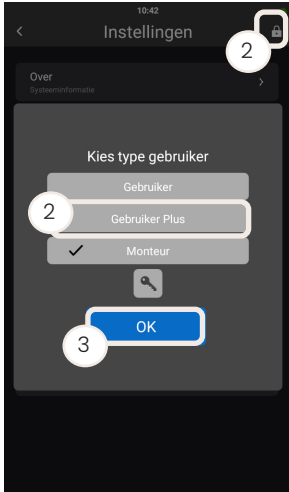 10:42
Instellingen
2
Over
Systeeminformatie
Kies type gebruiker
Gebruiker
2
Gebruiker Plus
Monteur
OK
3